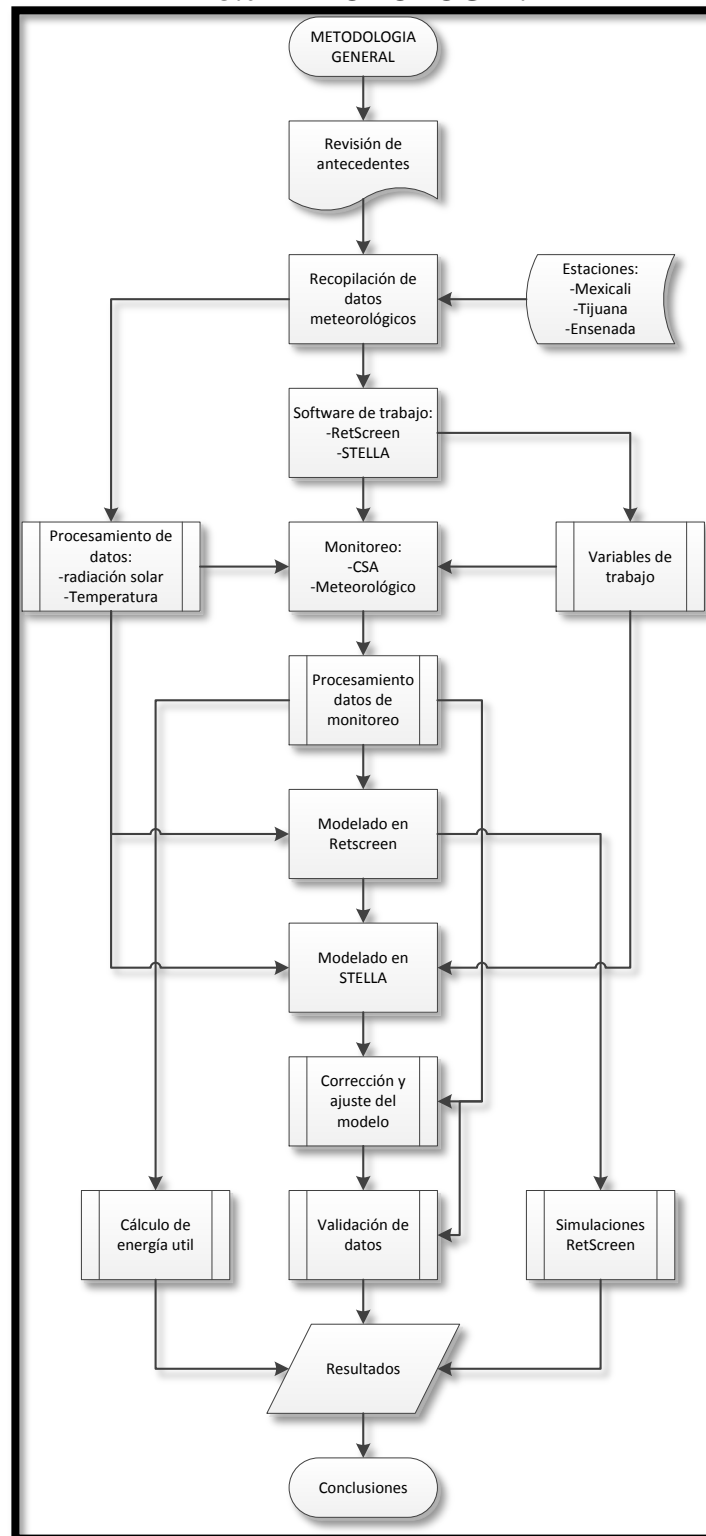 METODOLOGIA
GENERAL
Revisión de
antecedentes
Recopilación de
datos
meteorológicos
Estaciones:
-Mexicali
-Tijuana
-Ensenada
Software de trabajo:
-RetScreen
-STELLA
Procesamiento de
datos:
-radiación solar
-Temperatura
Monitoreo:
-CSA
-Meteorológico
Variables de
trabajo
Procesamiento
datos de
monitoreo
Modelado en
Retscreen
Modelado en
STELLA
Corrección y
ajuste del
modelo
Cálculo de
energía util
Validación de
datos
Simulaciones
RetScreen
Resultados
Conclusiones